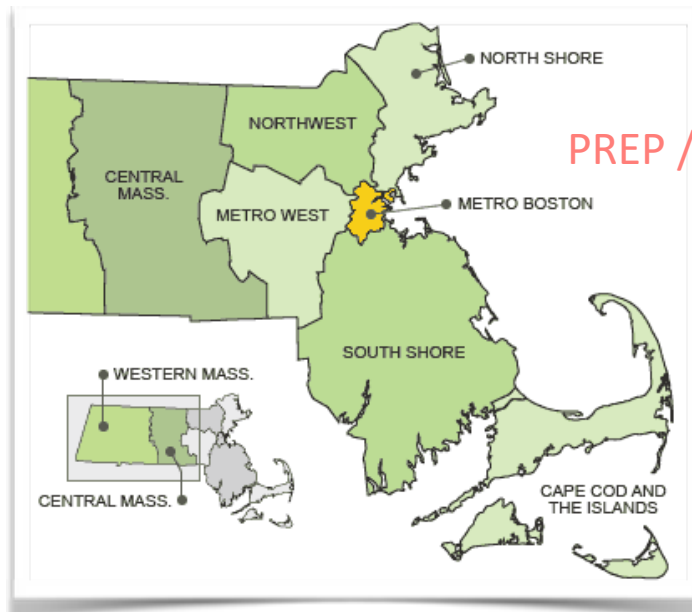 NORTH SHORE
NORTHWEST
PREP /
CENTRAL
MASS.
METRO WEST
METRO BOSTON
SOUTH SHORE
WESTERN MASS.
CENTRAL MASS.
CAPE COD AND
THE ISLANDS